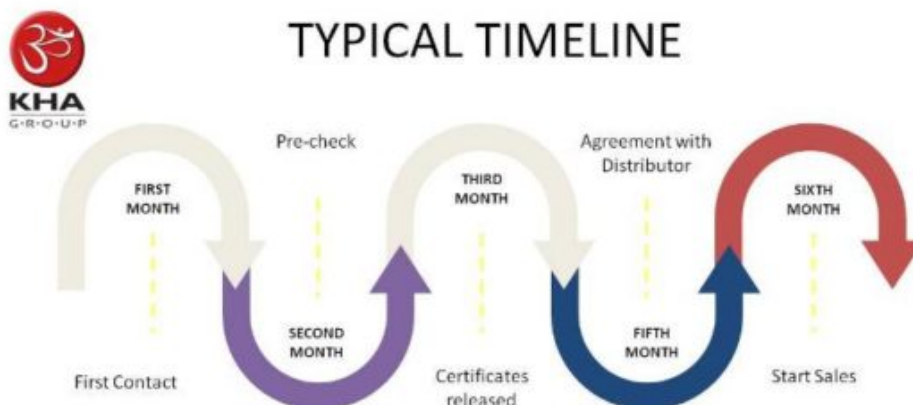 TYPICAL TIMELINE
ॐ
KHA
G·R·O·U·P
Pre-check
Agreement with
Distributor
FIRST
MONTH
THIRD
MONTH
SIXTH
MONTH
SECOND
MONTH
FIFTH
MONTH
First Contact
Certificates
released
Start Sales